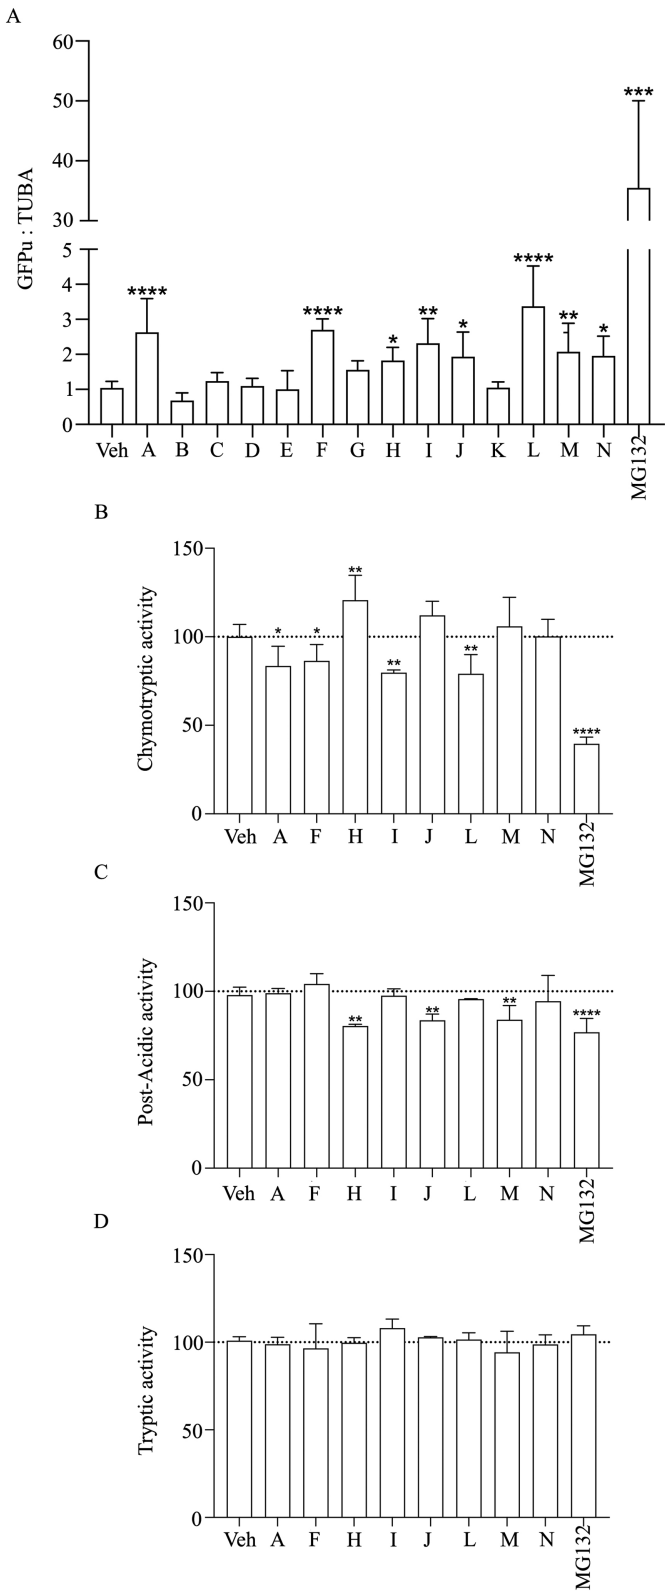 A
GFPu : TUBA
60
50
40
30
5
4
3
2
1
0
**** **** * ** * **** ** * ***
Veh A B C D E F G H I J K L M N MG132
B
Chymotryptic activity
150
100
50
0
* * ** ** ** ****
Veh A F H I J L M N MG132
C
Post-Acidic activity
150
100
50
0
** ** ** ****
Veh A F H I J L M N MG132
D
Tryptic activity
150
100
50
0
Veh A F H I J L M N MG132